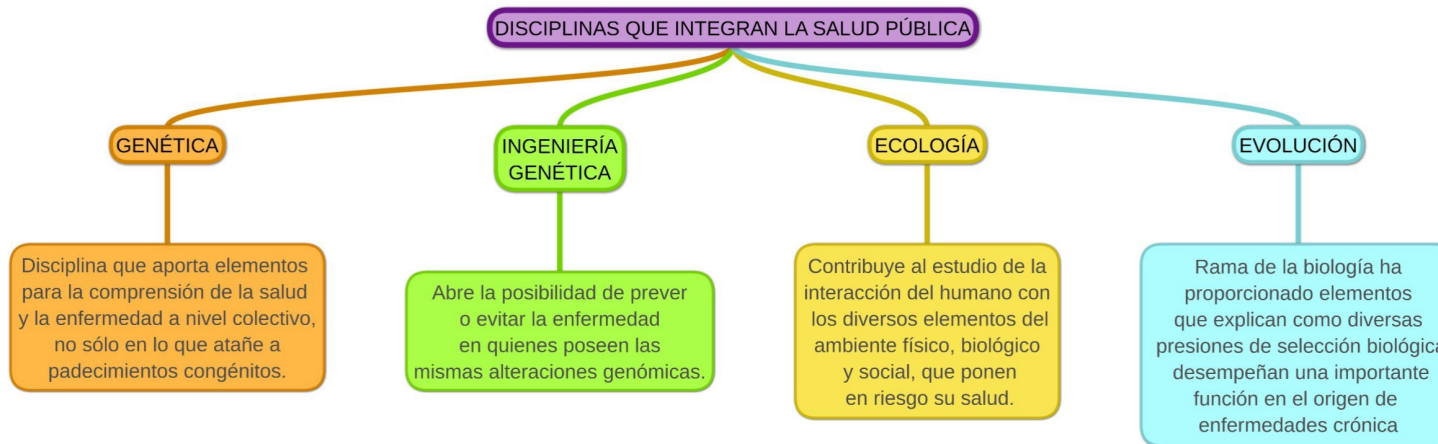 DISCIPLINAS QUE INTEGRAN LA SALUD PÚBLICA
GENÉTICA
Disciplina que aporta elementos
para la comprensión de la salud
y la enfermedad a nivel colectivo,
no sólo en lo que atañe a
padecimientos congénitos.
INGENIERÍA
GENÉTICA
Abre la posibilidad de prever
o evitar la enfermedad
en quienes poseen las
mismas alteraciones genómicas.
ECOLOGÍA
Contribuye al estudio de la
interacción del humano con
los diversos elementos del
ambiente físico, biológico
y social, que ponen
en riesgo su salud.
EVOLUCIÓN
Rama de la biología ha
proporcionado elementos
que explican como diversas
presiones de selección biológica
desempeñan una importante
función en el origen de
enfermedades crónica